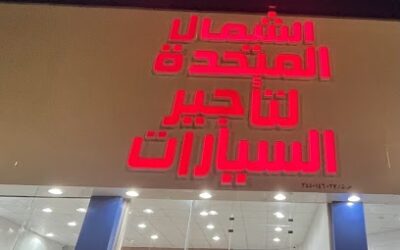 الشمال
المتحدة
لتأجير
السيارات